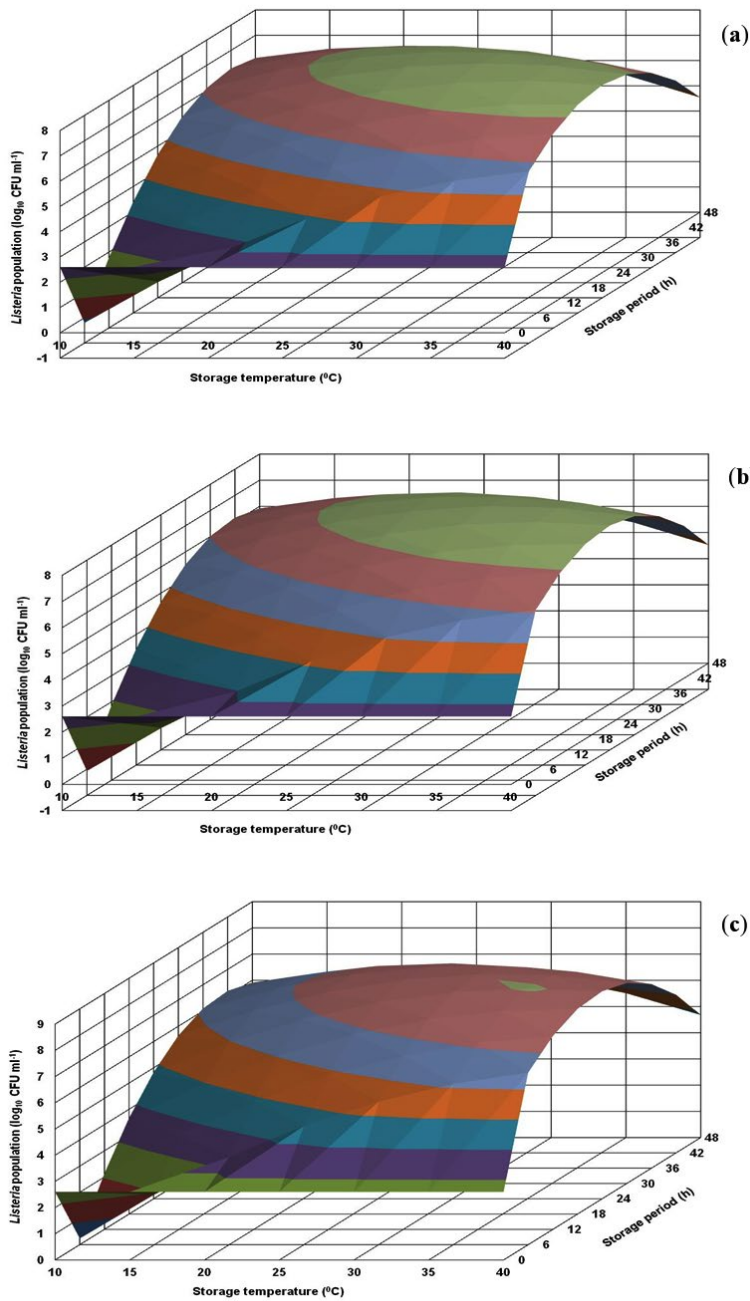 (a)
8
7
6
5
4
3
2
1
0
-1
Listeria population (log₁₀ CFU ml⁻¹)
10 15 20 25 30 35 40
Storage temperature (⁰C)
0 6 12 18 24 30 36 42 48
Storage period (h)
(b
8
7
6
5
4
3
2
1
0
-1
Listeria population (log₁₀ CFU ml⁻¹)
10 15 20 25 30 35 40
Storage temperature (⁰C)
0 6 12 18 24 30 36 42 48
Storage period (h)
(c)
9
8
7
6
5
4
3
2
1
0
Listeria population (log₁₀ CFU ml⁻¹)
10 15 20 25 30 35 40
Storage temperature (⁰C)
0 6 12 18 24 30 36 42 48
Storage period (h)